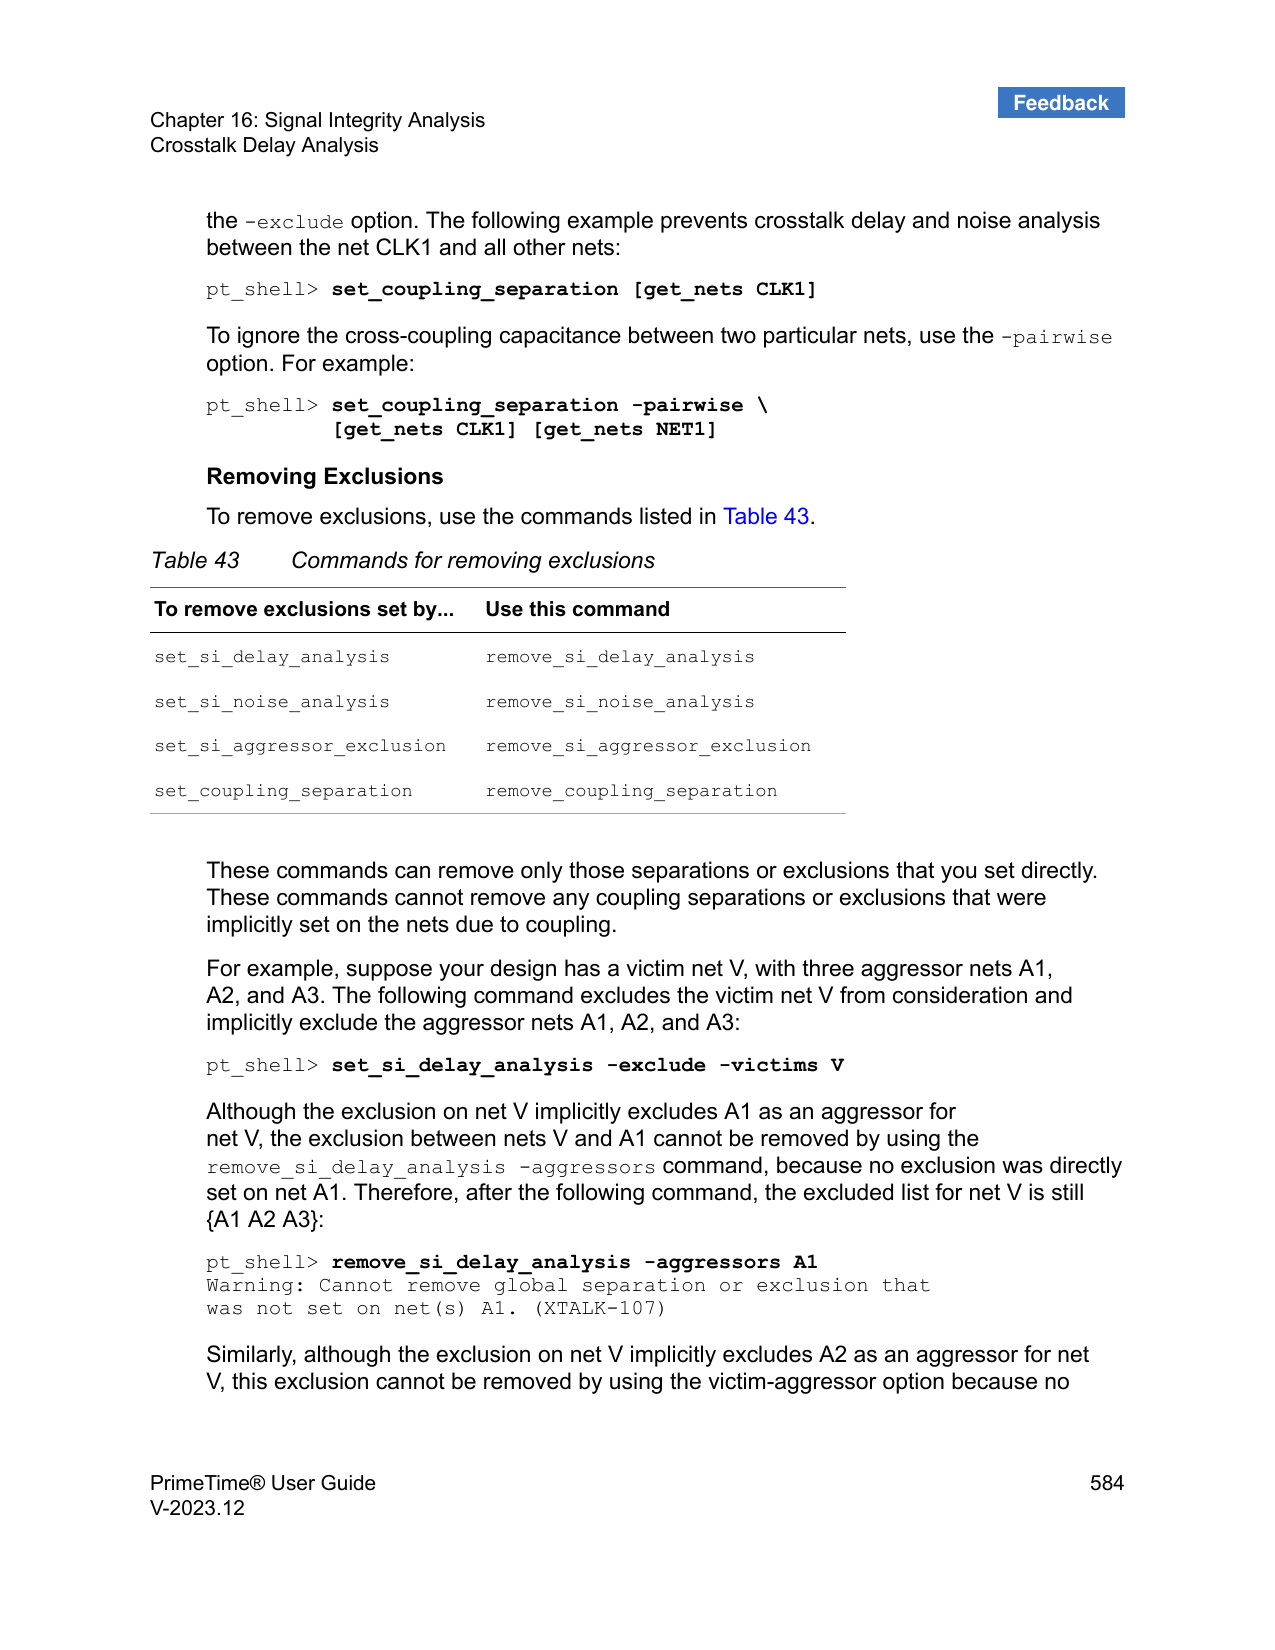 Feedback
Chapter 16: Signal Integrity Analysis
Crosstalk Delay Analysis
the -exclude option. The following example prevents crosstalk delay and noise analysis
between the net CLK1 and all other nets:
pt_shell> set_coupling_separation [get_nets CLK1]
To ignore the cross-coupling capacitance between two particular nets, use the -pairwise
option. For example:
pt_shell> set_coupling_separation -pairwise \
[get_nets CLK1] [get_nets NET1]
Removing Exclusions
To remove exclusions, use the commands listed in Table 43.
Table 43 Commands for removing exclusions
To remove exclusions set by... Use this command
set_si_delay_analysis remove_si_delay_analysis
set_si_noise_analysis remove_si_noise_analysis
set_si_aggressor_exclusion remove_si_aggressor_exclusion
set_coupling_separation remove_coupling_separation
These commands can remove only those separations or exclusions that you set directly.
These commands cannot remove any coupling separations or exclusions that were
implicitly set on the nets due to coupling.
For example, suppose your design has a victim net V, with three aggressor nets A1,
A2, and A3. The following command excludes the victim net V from consideration and
implicitly exclude the aggressor nets A1, A2, and A3:
pt_shell> set_si_delay_analysis -exclude -victims V
Although the exclusion on net V implicitly excludes A1 as an aggressor for
net V, the exclusion between nets V and A1 cannot be removed by using the
remove_si_delay_analysis -aggressors command, because no exclusion was directly
set on net A1. Therefore, after the following command, the excluded list for net V is still
{A1 A2 A3}:
pt_shell> remove_si_delay_analysis -aggressors A1
Warning: Cannot remove global separation or exclusion that
was not set on net(s) A1. (XTALK-107)
Similarly, although the exclusion on net V implicitly excludes A2 as an aggressor for net
V, this exclusion cannot be removed by using the victim-aggressor option because no
PrimeTime® User Guide 584
V-2023.12